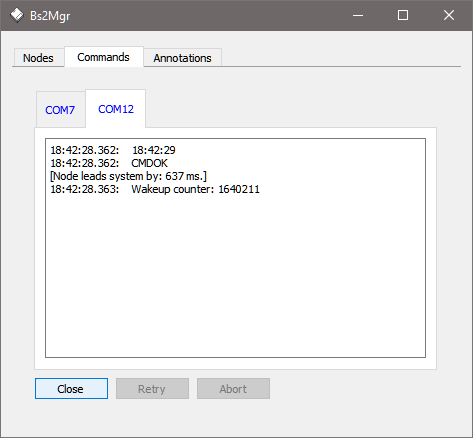 Bs2Mgr
Nodes Commands Annotations
COM7 COM12
18:42:28.362: 18:42:29
18:42:28.362: CMDOK
[Node leads system by: 637 ms.]
18:42:28.363: Wakeup counter: 1640211
Close Retry Abort